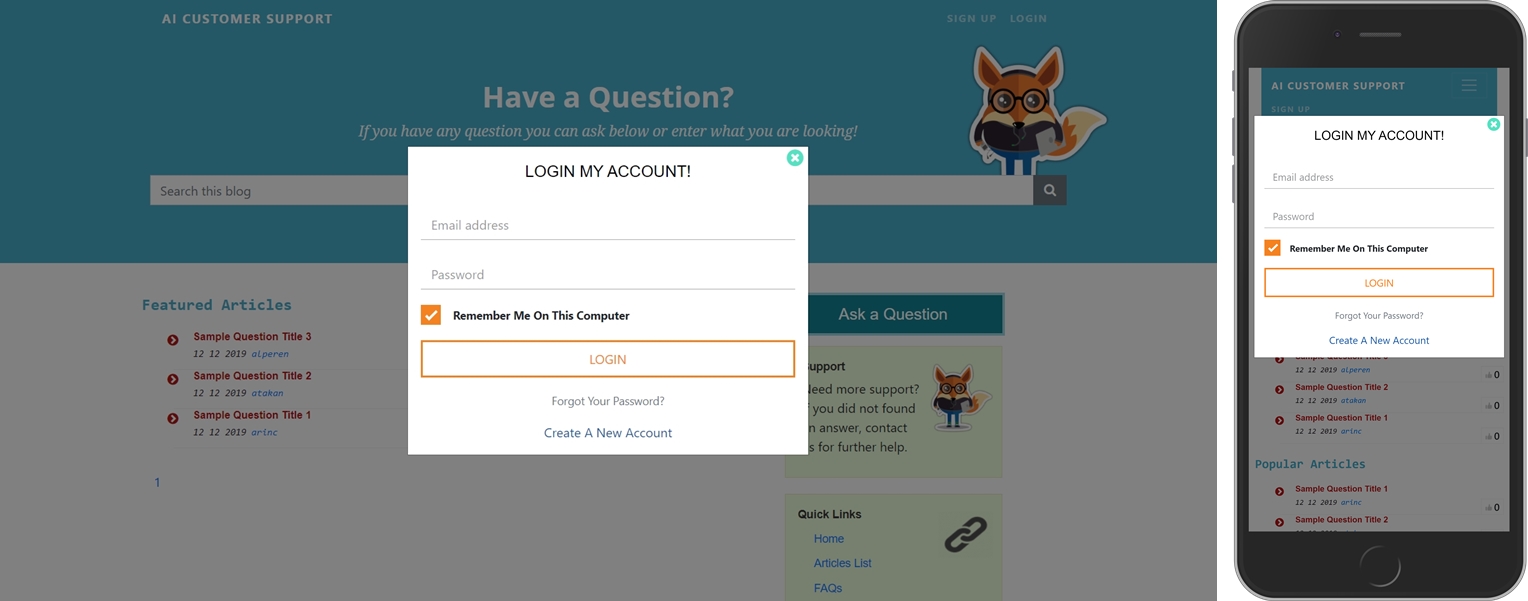 AI CUSTOMER SUPPORT
SIGN UP LOGIN
Have a Question?
If you have any question you can ask below or enter what you are looking!
Search this blog
LOGIN MY ACCOUNT!
Email address
Password
Remember Me On This Computer
LOGIN
Forgot Your Password?
Create A New Account
Featured Articles
Sample Question Title 3
12 12 2019 alperen
Sample Question Title 2
12 12 2019 atakan
Sample Question Title 1
12 12 2019 arinc
1
Ask a Question
upport
Need more support?
f you did not found
n answer, contact
s for further help.
Quick Links
Home
Articles List
FAQs
AI CUSTOMER SUPPORT
SIGN UP
LOGIN MY ACCOUNT!
Email address
Password
Remember Me On This Computer
LOGIN
Forgot Your Password?
Create A New Account
Sample Question Title 3
12 12 2019 alperen
0
Sample Question Title 2
12 12 2019 atakan
0
Sample Question Title 1
12 12 2019 arinc
0
Popular Articles
Sample Question Title 1
12 12 2019 arinc
0
Sample Question Title 2